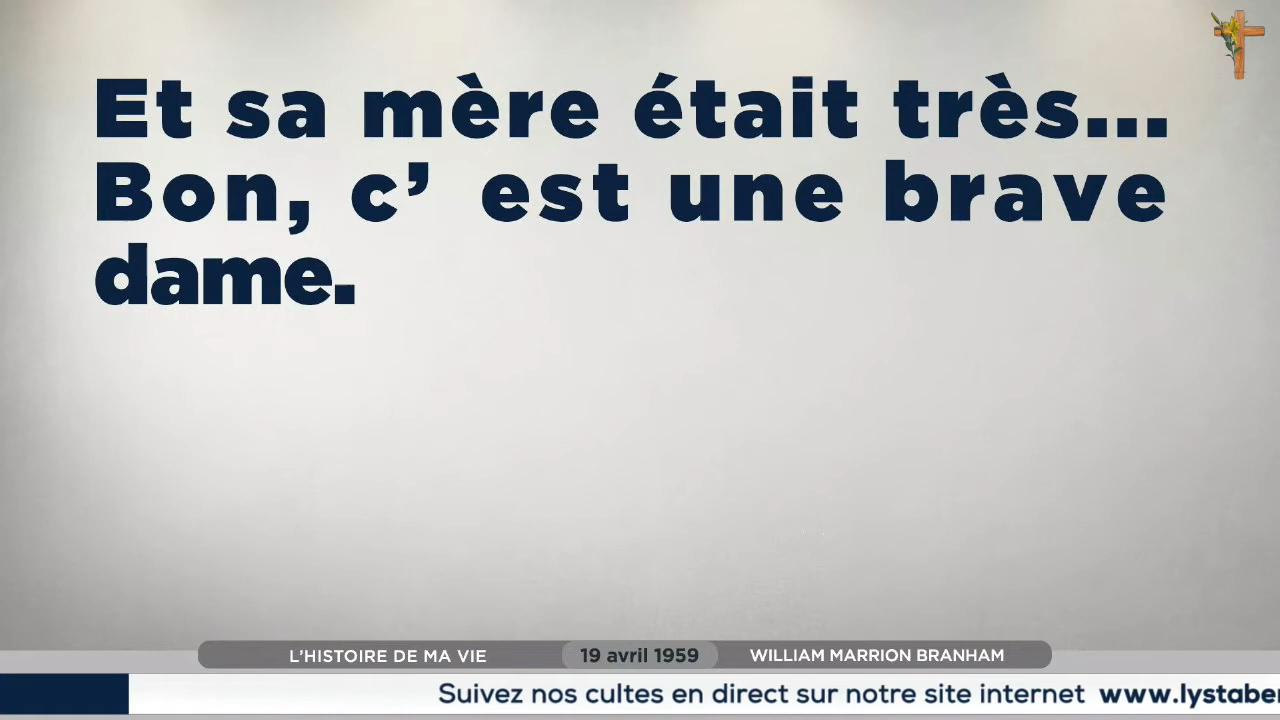 Et sa mère était très...
Bon, c’ est une brave
dame.
L’HISTOIRE DE MA VIE 19 avril 1959 WILLIAM MARRION BRANHAM
Suivez nos cultes en direct sur notre site internet